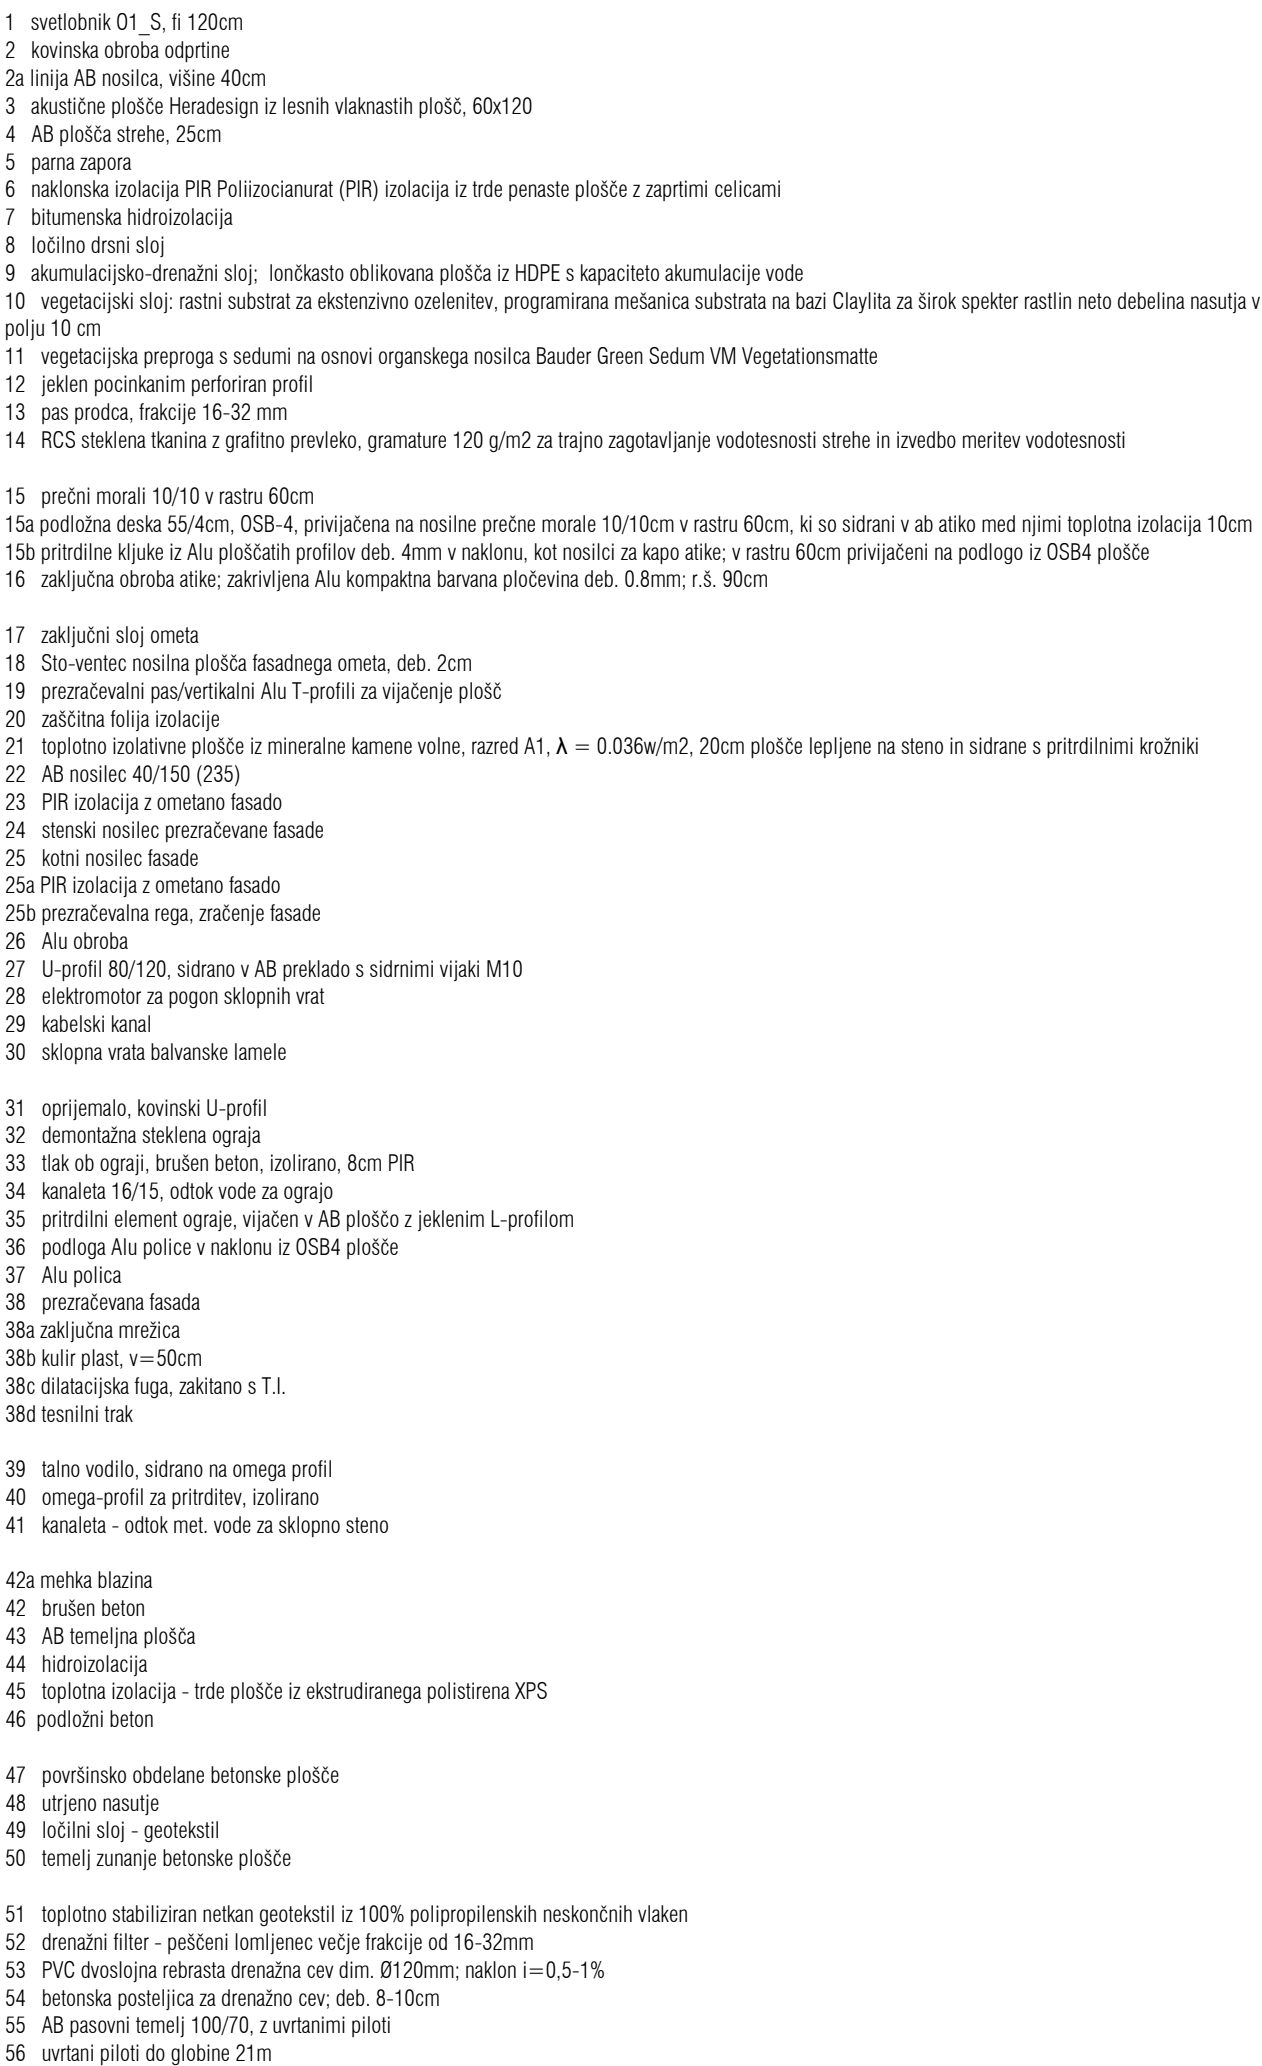 1 svetlobnik O1_S, fi 120cm
2 kovinska obroba odprtine
2a linija AB nosilca, višine 40cm
3 akustične plošče Heradesign iz lesnih vlaknastih plošč, 60x120
4 AB plošča strehe, 25cm
5 parna zapora
6 naklonska izolacija PIR Poliizocianurat (PIR) izolacija iz trde penaste plošče z zaprtimi celicami
7 bitumenska hidroizolacija
8 ločilno drsni sloj
9 akumulacijsko-drenažni sloj; lončkasto oblikovana plošča iz HDPE s kapaciteto akumulacije vode
10 vegetacijski sloj: rastni substrat za ekstenzivno ozelenitev, programirana mešanica substrata na bazi Claylita za širok spekter rastlin neto debelina nasutja v
polju 10 cm
11 vegetacijska preproga s sedumi na osnovi organskega nosilca Bauder Green Sedum VM Vegetationsmatte
12 jeklen pocinkanim perforiran profil
13 pas prodca, frakcije 16-32 mm
14 RCS steklena tkanina z grafitno prevleko, gramature 120 g/m2 za trajno zagotavljanje vodotesnosti strehe in izvedbo meritev vodotesnosti
15 prečni morali 10/10 v rastru 60cm
15a podložna deska 55/4cm, OSB-4, privijačena na nosilne prečne morale 10/10cm v rastru 60cm, ki so sidrani v ab atiko med njimi toplotna izolacija 10cm
15b pritrdilne kljuke iz Alu ploščatih profilov deb. 4mm v naklonu, kot nosilci za kapo atike; v rastru 60cm privijačeni na podlogo iz OSB4 plošče
16 zaključna obroba atike; zakrivljena Alu kompaktna barvana pločevina deb. 0.8mm; r.š. 90cm
17 zaključni sloj ometa
18 Sto-ventec nosilna plošča fasadnega ometa, deb. 2cm
19 prezračevalni pas/vertikalni Alu T-profili za vijačenje plošč
20 zaščitna folija izolacije
21 toplotno izolativne plošče iz mineralne kamene volne, razred A1, λ = 0.036w/m2, 20cm plošče lepljene na steno in sidrane s pritrdilnimi krožniki
22 AB nosilec 40/150 (235)
23 PIR izolacija z ometano fasado
24 stenski nosilec prezračevane fasade
25 kotni nosilec fasade
25a PIR izolacija z ometano fasado
25b prezračevalna rega, zračenje fasade
26 Alu obroba
27 U-profil 80/120, sidrano v AB preklado s sidrnimi vijaki M10
28 elektromotor za pogon sklopnih vrat
29 kabelski kanal
30 sklopna vrata balvanske lamele
31 oprijemalo, kovinski U-profil
32 demontažna steklena ograja
33 tlak ob ograji, brušen beton, izolirano, 8cm PIR
34 kanaleta 16/15, odtok vode za ograjo
35 pritrdilni element ograje, vijačen v AB ploščo z jeklenim L-profilom
36 podloga Alu police v naklonu iz OSB4 plošče
37 Alu polica
38 prezračevana fasada
38a zaključna mrežica
38b kulir plast, v=50cm
38c dilatacijska fuga, zakitano s T.I.
38d tesnilni trak
39 talno vodilo, sidrano na omega profil
40 omega-profil za pritrditev, izolirano
41 kanaleta - odtok met. vode za sklopno steno
42a mehka blazina
42 brušen beton
43 AB temeljna plošča
44 hidroizolacija
45 toplotna izolacija - trde plošče iz ekstrudiranega polistirena XPS
46 podložni beton
47 površinsko obdelane betonske plošče
48 utrjeno nasutje
49 ločilni sloj - geotekstil
50 temelj zunanje betonske plošče
51 toplotno stabiliziran netkan geotekstil iz 100% polipropilenskih neskončnih vlaken
52 drenažni filter - peščeni lomljenec večje frakcije od 16-32mm
53 PVC dvoslojna rebrasta drenažna cev dim. Ø120mm; naklon i=0,5-1%
54 betonska posteljica za drenažno cev; deb. 8-10cm
55 AB pasovni temelj 100/70, z uvrtanimi piloti
56 uvrtani piloti do globine 21m